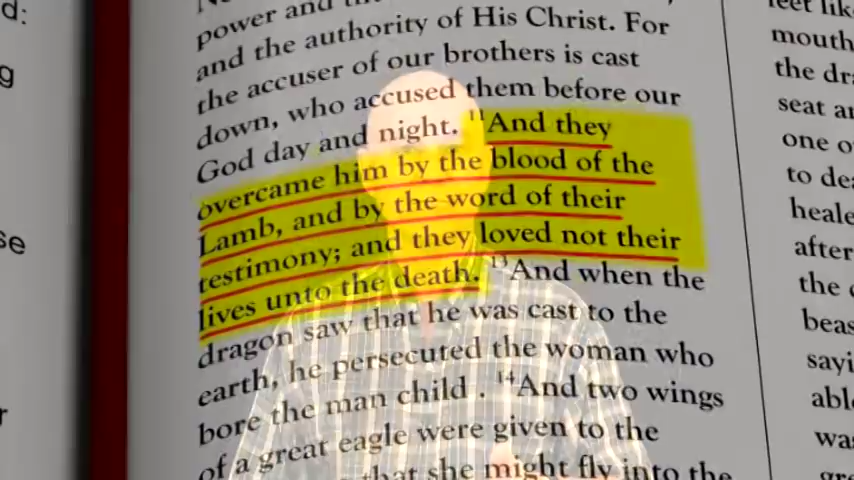 d:
g
se
r
power and
and the authority of His Christ. For
the accuser of our brothers is cast
down, who accused them before our
God day and night. ¹¹And they
overcame him by the blood of the
Lamb, and by the word of their
testimony; and they loved not their
lives unto the death. ¹³And when the
dragon saw that he was cast to the
earth, he persecuted the woman who
bore the man child . ¹⁴And two wings
of a great eagle were given to the
that she might fly into the
feet lik
mouth
the dra
seat an
one o
to dea
heale
after
the
beas
sayi
abl
wa